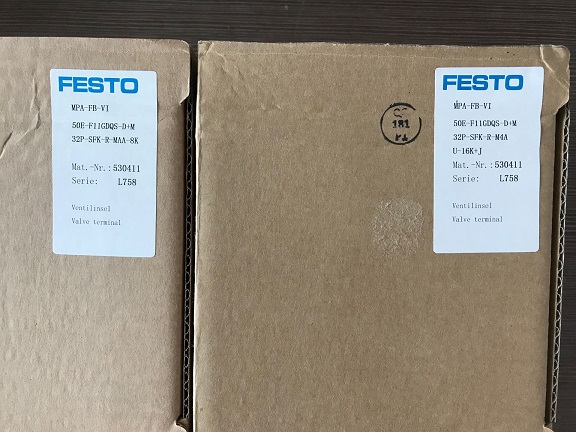 FESTO
MPA-FB-VI
50E-F11GDQS-D+M
32P-SFK-R-MAA-8K
Mat.-Nr.: 530411
Serie: L758
Ventilinsel
Valve terminal
FESTO
MPA-FB-VI
50E-F11GDQS-D+M
32P-SFK-R-M4A
U-16K+J
Mat.-Nr.: 530411
Serie: L758
Ventilinsel
Valve terminal
181